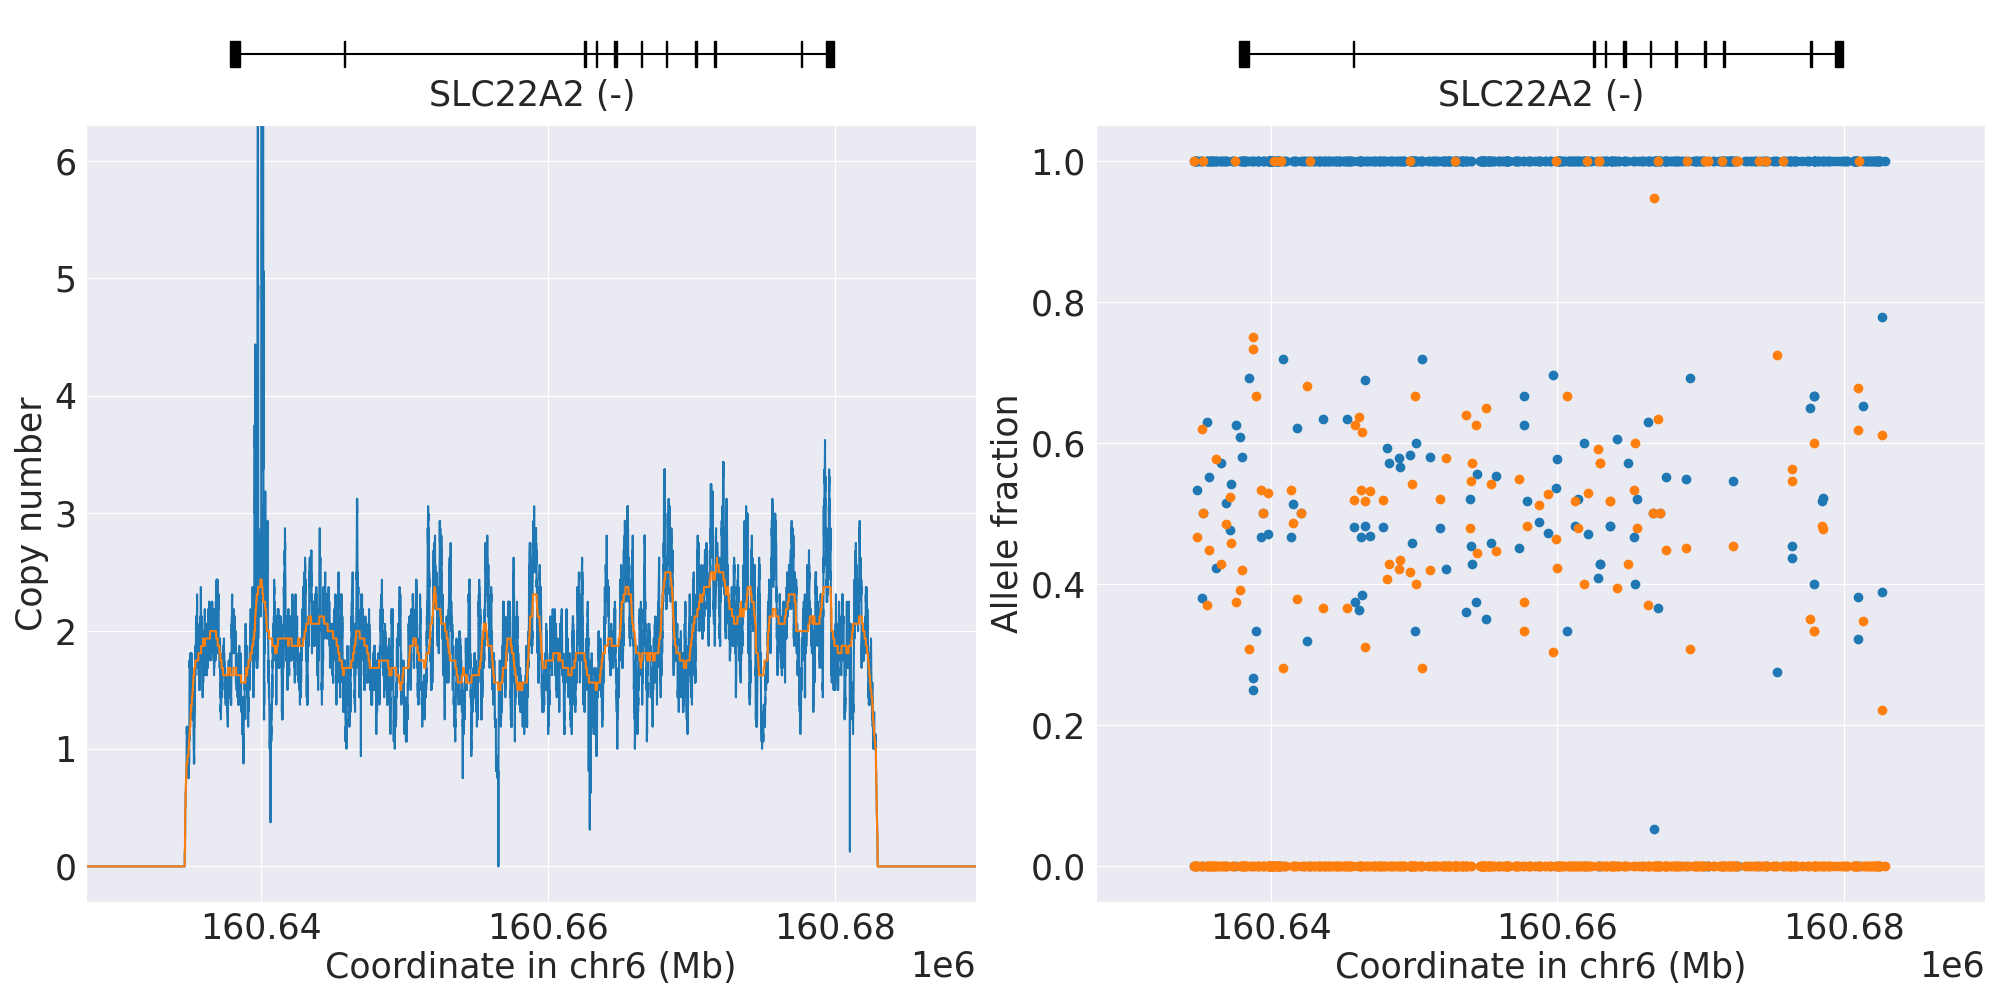 SLC22A2 (-)
6
5
4
3
2
1
0
Copy number
160.64 160.66 160.68
Coordinate in chr6 (Mb) 1e6
SLC22A2 (-)
1.0
0.8
0.6
0.4
0.2
0.0
Allele fraction
160.64 160.66 160.68
Coordinate in chr6 (Mb) 1e6